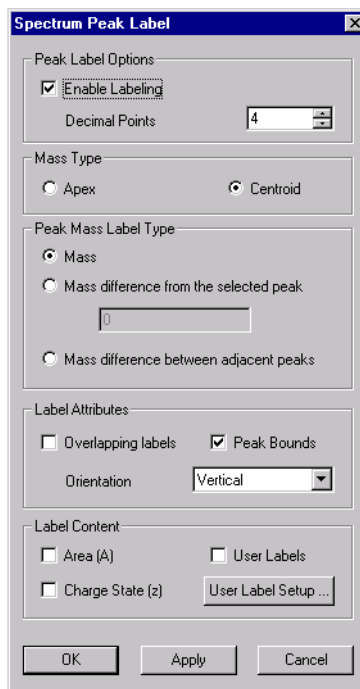 Spectrum Peak Label
Peak Label Options
Enable Labeling
Decimal Points 4
Mass Type
Apex Centroid
Peak Mass Label Type
Mass
Mass difference from the selected peak
0
Mass difference between adjacent peaks
Label Attributes
Overlapping labels Peak Bounds
Orientation Vertical
Label Content
Area (A) User Labels
Charge State (z) User Label Setup ...
OK Apply Cancel